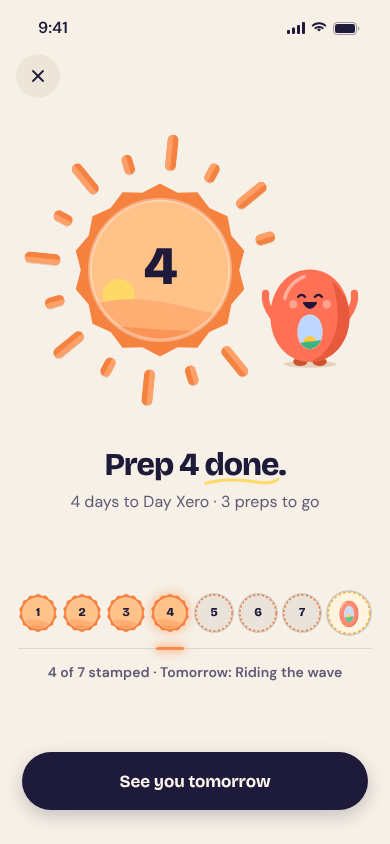 9:41
4
Prep 4 done.
4 days to Day Xero · 3 preps to go
1 2 3 4 5 6 7
4 of 7 stamped · Tomorrow: Riding the wave
See you tomorrow